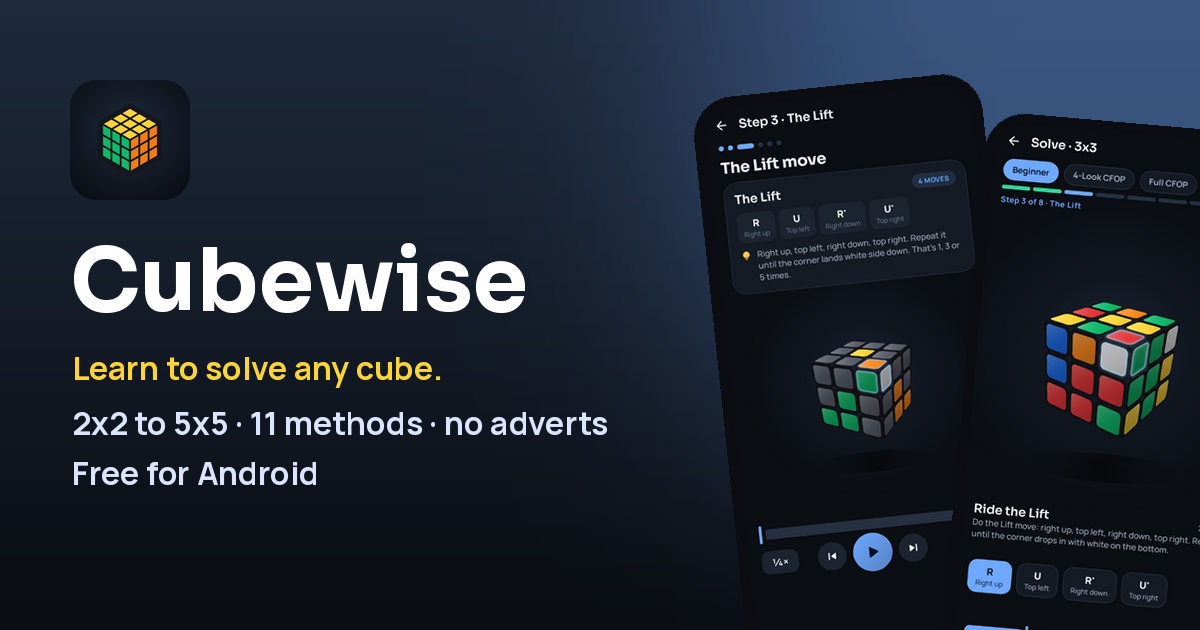 Cubewise
Learn to solve any cube.
2x2 to 5x5 · 11 methods · no adverts
Free for Android
Step 3 · The Lift
The Lift move
The Lift
4 MOVES
R
Right up
U
Top left
R'
Right down
U'
Top right
Right up, top left, right down, top right. Repeat it
until the corner lands white side down. That's 1, 3 or
5 times.
¼×
Solve · 3x3
Beginner
4-Look CFOP
Full CFOP
Step 3 of 8 · The Lift
Ride the Lift
Do the Lift move: right up, top left, right down, top right.
until the corner drops in with white on the bottom.
R
Right up
U
Top left
R'
Right down
U'
Top right